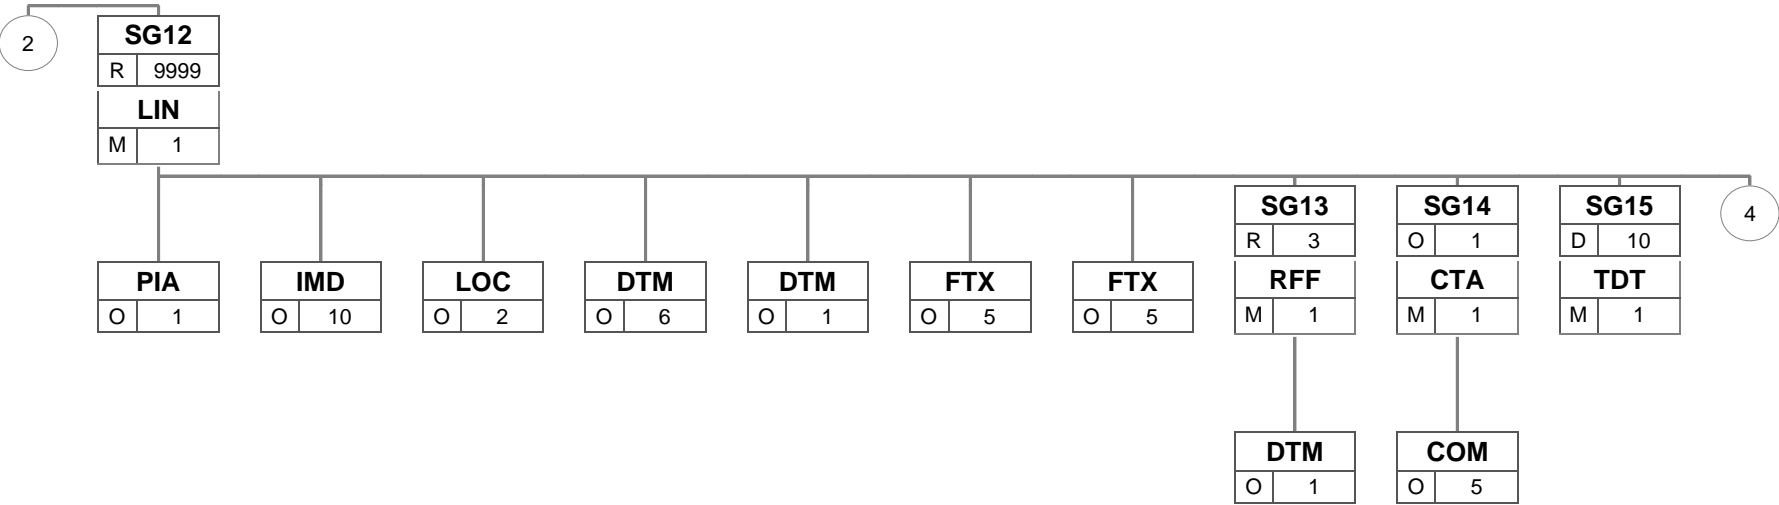 2
SG12
R 9999
LIN
M 1
4
SG13
R 3
SG14
O 1
SG15
D 10
PIA
O 1
IMD
O 10
LOC
O 2
DTM
O 6
DTM
O 1
FTX
O 5
FTX
O 5
RFF
M 1
CTA
M 1
TDT
M 1
DTM
O 1
COM
O 5